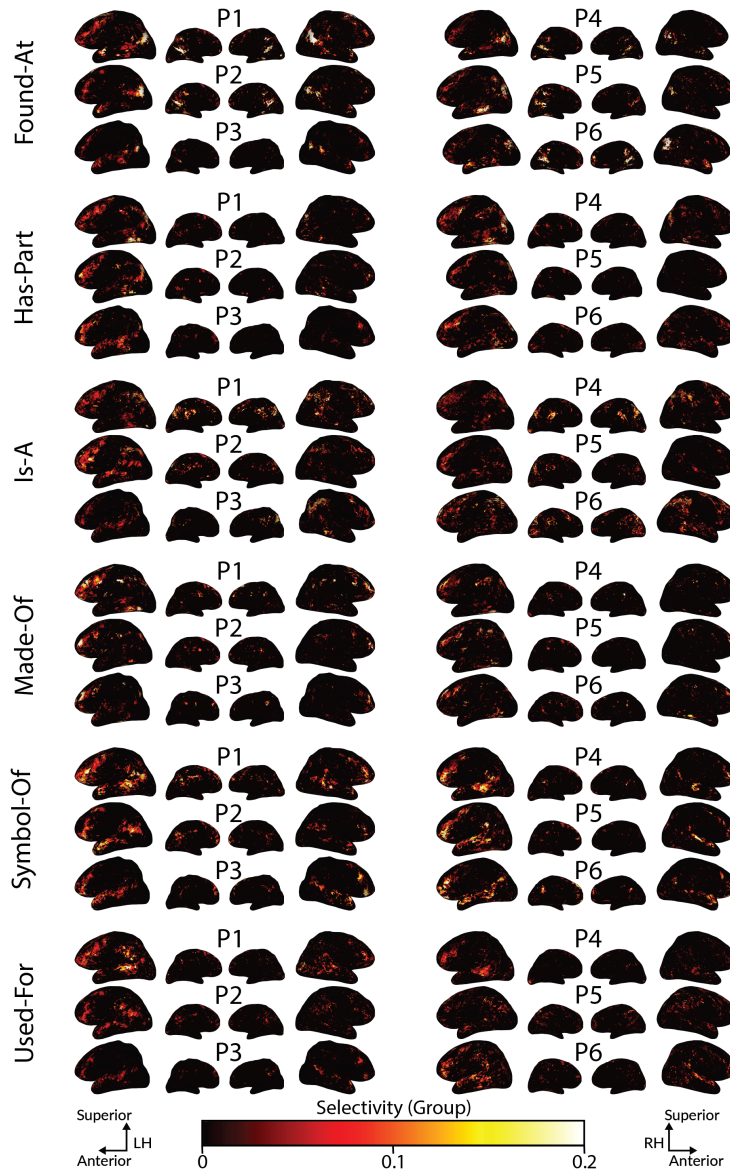 Found-At
P1 P4
P2 P5
P3 P6
Has-Part
P1 P4
P2 P5
P3 P6
Is-A
P1 P4
P2 P5
P3 P6
Made-Of
P1 P4
P2 P5
P3 P6
Symbol-Of
P1 P4
P2 P5
P3 P6
Used-For
P1 P4
P2 P5
P3 P6
Superior
LH
Anterior
Selectivity (Group)
0 0.1 0.2
Superior
RH
Anterior